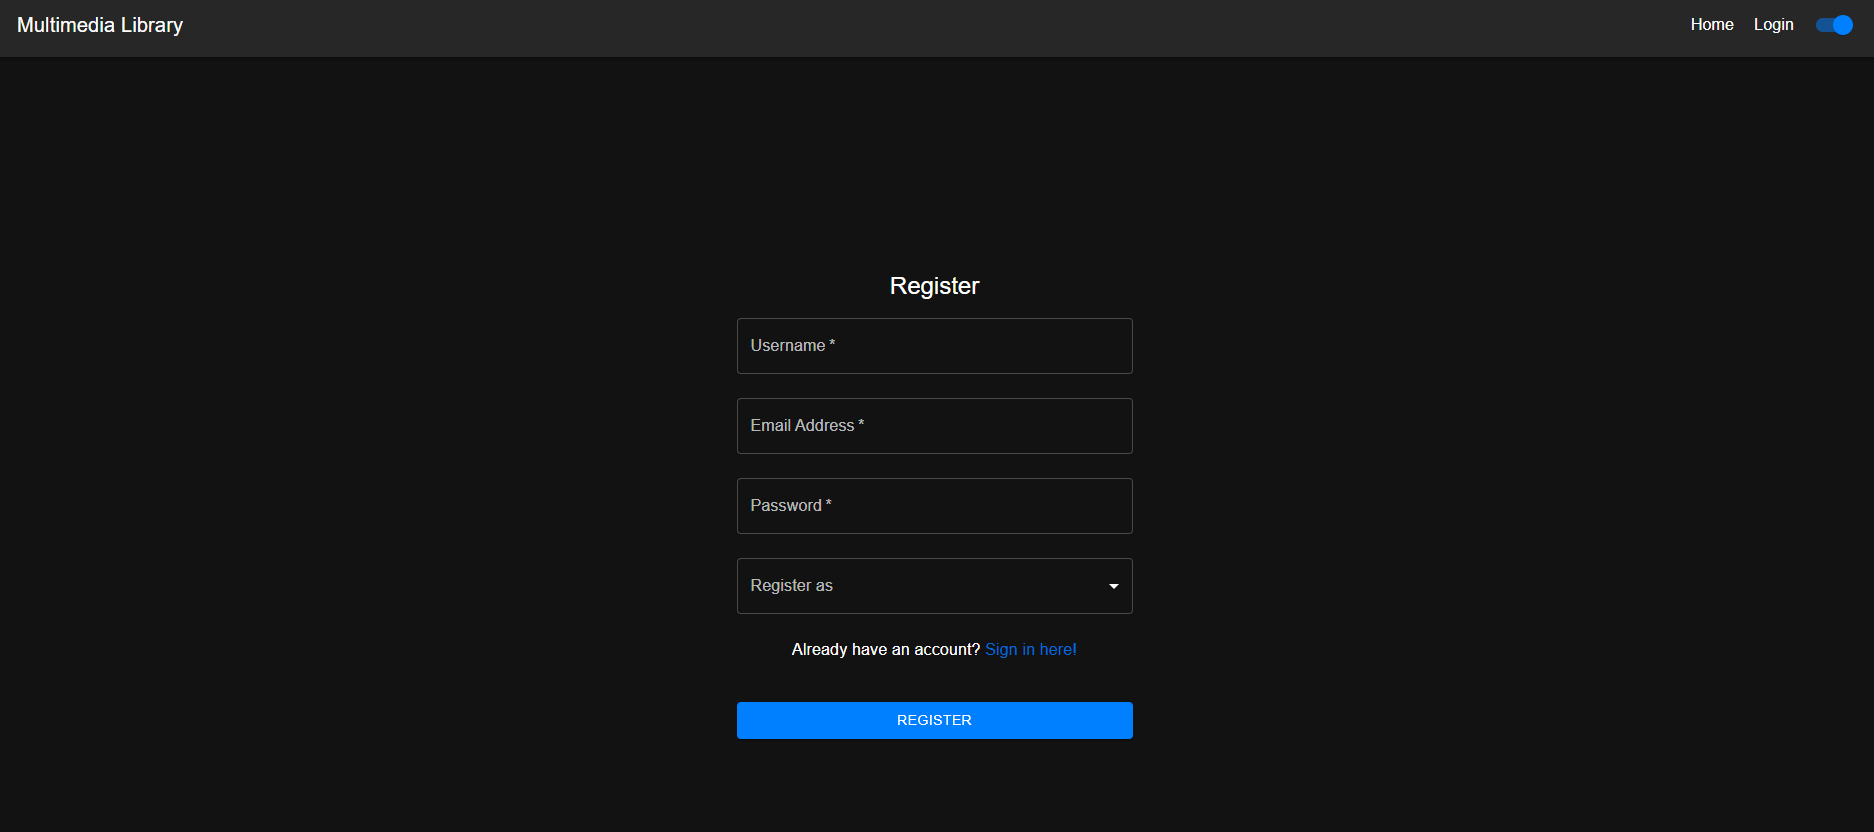 Multimedia Library
Home Login
Register
Username *
Email Address *
Password *
Register as
Already have an account? Sign in here!
REGISTER